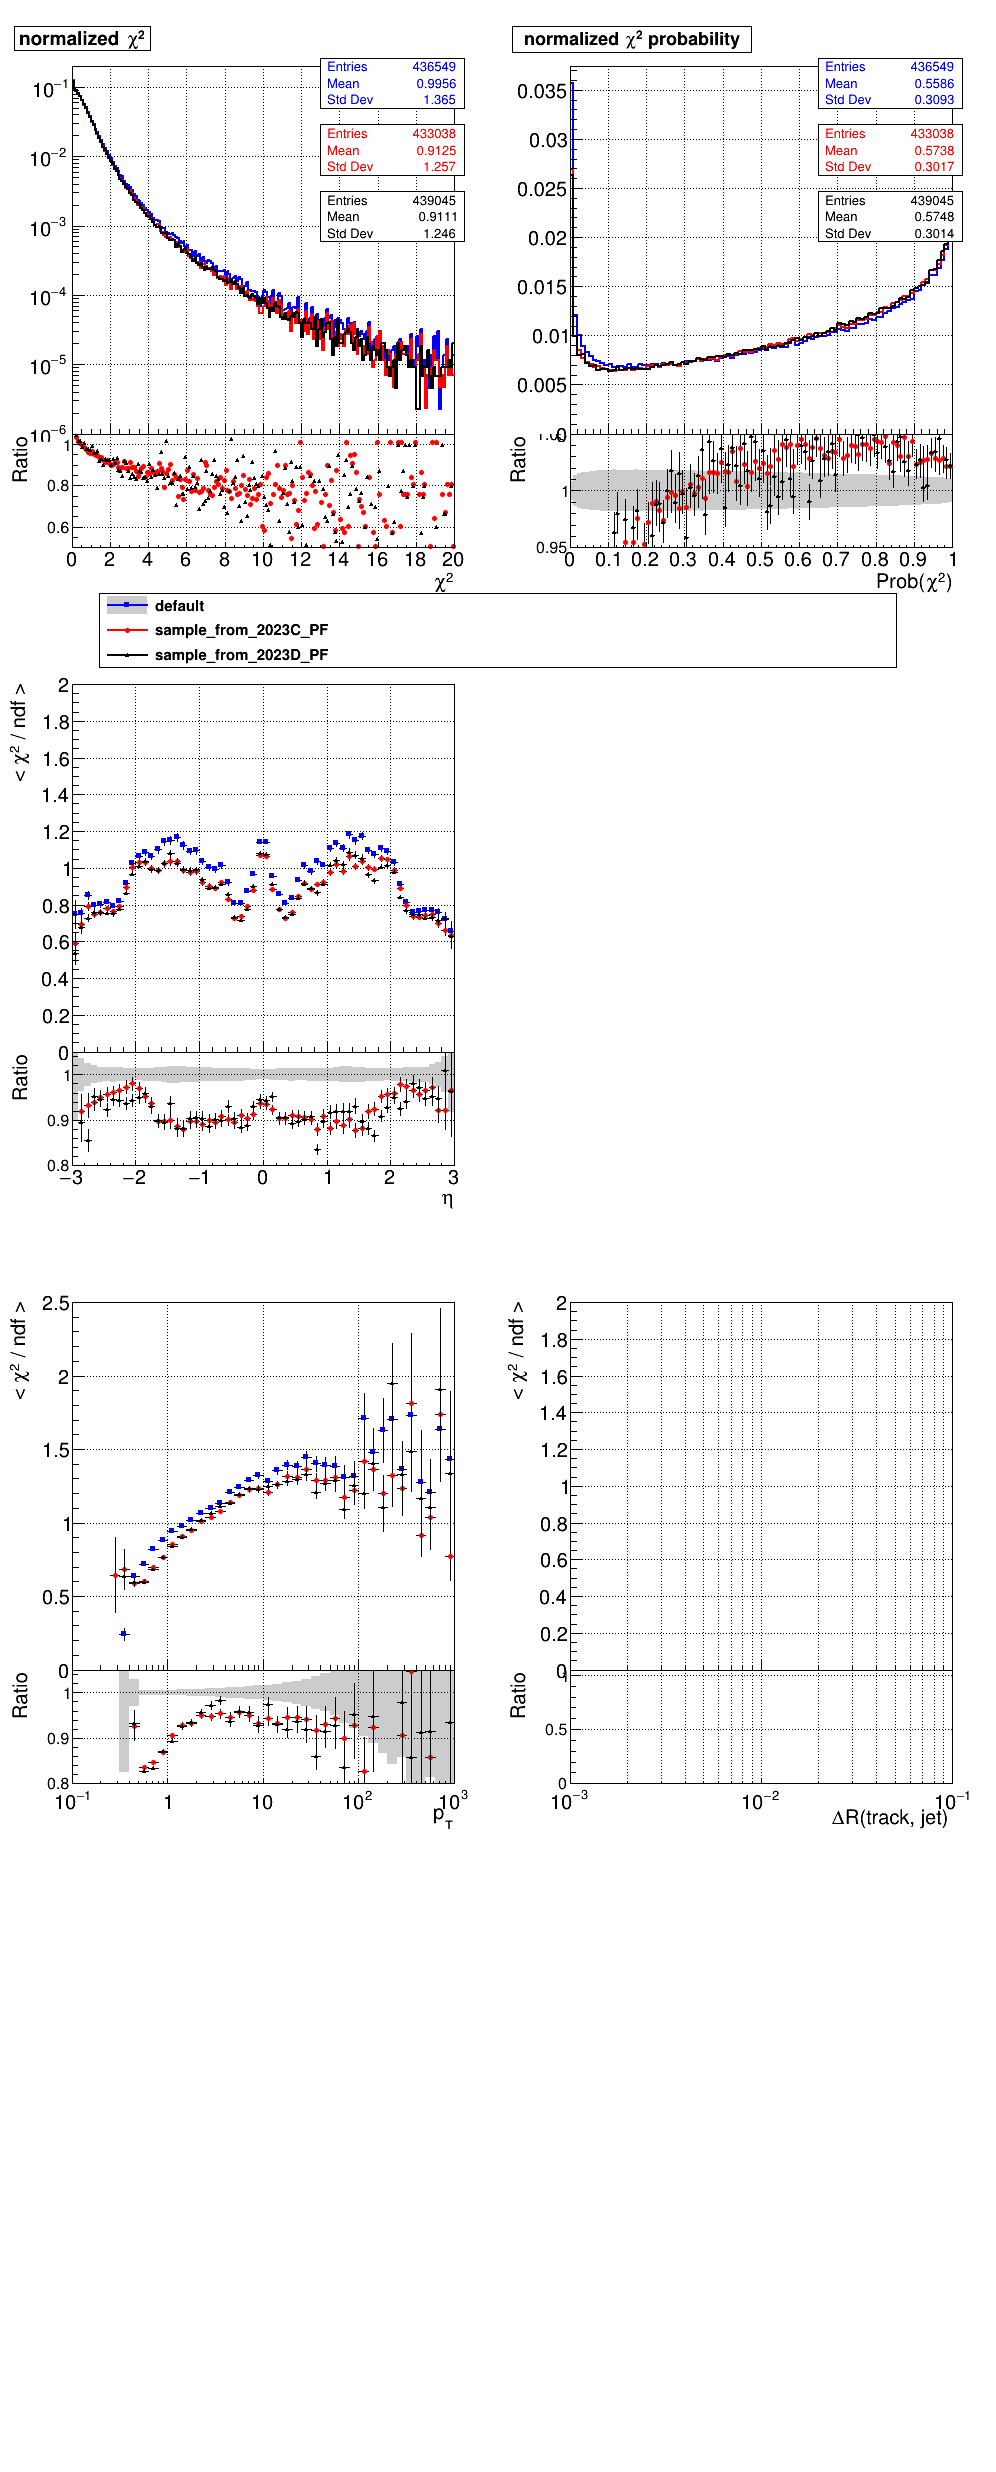 normalized χ²
normalized χ² probability
Entries 436549
Mean 0.9956
Std Dev 1.365
Entries 433038
Mean 0.9125
Std Dev 1.257
Entries 439045
Mean 0.9111
Std Dev 1.246
10⁻¹
10⁻²
10⁻³
10⁻⁴
10⁻⁵
10⁻⁶
Ratio
1
0.8
0.6
0 2 4 6 8 10 12 14 16 18 20
χ²
Entries 436549
Mean 0.5586
Std Dev 0.3093
Entries 433038
Mean 0.5738
Std Dev 0.3017
Entries 439045
Mean 0.5748
Std Dev 0.3014
0.035
0.03
0.025
0.02
0.015
0.01
0.005
0
Ratio
1
0.95
0 0.1 0.2 0.3 0.4 0.5 0.6 0.7 0.8 0.9 1
Prob(χ²)
default
sample_from_2023C_PF
sample_from_2023D_PF
< χ² / ndf >
2
1.8
1.6
1.4
1.2
1
0.8
0.6
0.4
0.2
0
Ratio
1
0.9
0.8
−3 −2 −1 0 1 2 3
η
< χ² / ndf >
2.5
2
1.5
1
0.5
0
Ratio
1
0.9
0.8
10⁻¹ 1 10 10² 10³
p_T
< χ² / ndf >
2
1.8
1.6
1.4
1.2
1
0.8
0.6
0.4
0.2
0
Ratio
1
0.5
0
10⁻³ 10⁻² 10⁻¹
ΔR(track, jet)